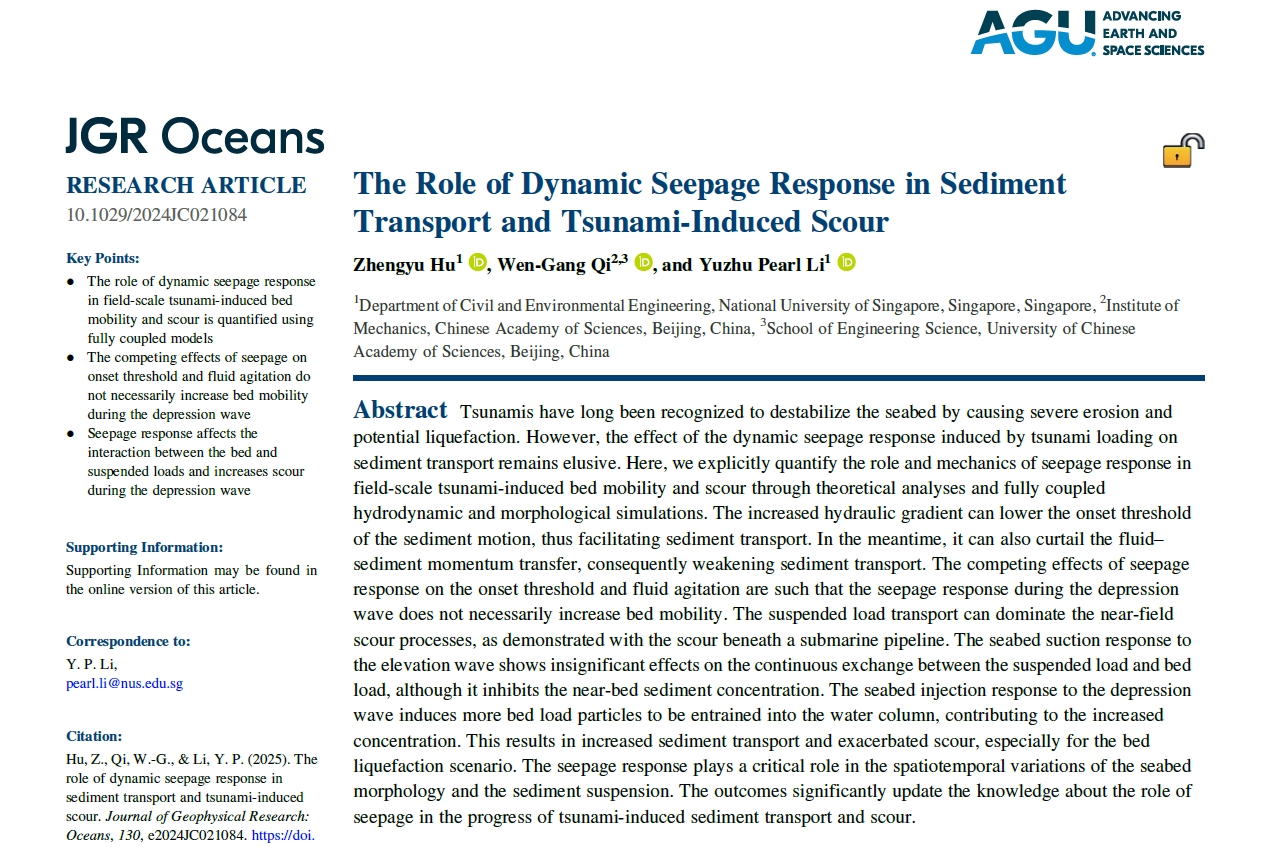 AGU ADVANCING
EARTH AND
SPACE SCIENCES
JGR Oceans
RESEARCH ARTICLE
10.1029/2024JC021084
Key Points:
● The role of dynamic seepage response
in field-scale tsunami-induced bed
mobility and scour is quantified using
fully coupled models
● The competing effects of seepage on
onset threshold and fluid agitation do
not necessarily increase bed mobility
during the depression wave
● Seepage response affects the
interaction between the bed and
suspended loads and increases scour
during the depression wave
Supporting Information:
Supporting Information may be found in
the online version of this article.
Correspondence to:
Y. P. Li,
pearl.li@nus.edu.sg
Citation:
Hu, Z., Qi, W.-G., & Li, Y. P. (2025). The
role of dynamic seepage response in
sediment transport and tsunami-induced
scour. Journal of Geophysical Research:
Oceans, 130, e2024JC021084. https://doi.
The Role of Dynamic Seepage Response in Sediment
Transport and Tsunami-Induced Scour
Zhengyu Hu1 iD, Wen-Gang Qi2,3 iD, and Yuzhu Pearl Li1 iD
1Department of Civil and Environmental Engineering, National University of Singapore, Singapore, Singapore, 2Institute of
Mechanics, Chinese Academy of Sciences, Beijing, China, 3School of Engineering Science, University of Chinese
Academy of Sciences, Beijing, China
Abstract Tsunamis have long been recognized to destabilize the seabed by causing severe erosion and
potential liquefaction. However, the effect of the dynamic seepage response induced by tsunami loading on
sediment transport remains elusive. Here, we explicitly quantify the role and mechanics of seepage response in
field-scale tsunami-induced bed mobility and scour through theoretical analyses and fully coupled
hydrodynamic and morphological simulations. The increased hydraulic gradient can lower the onset threshold
of the sediment motion, thus facilitating sediment transport. In the meantime, it can also curtail the fluid–
sediment momentum transfer, consequently weakening sediment transport. The competing effects of seepage
response on the onset threshold and fluid agitation are such that the seepage response during the depression
wave does not necessarily increase bed mobility. The suspended load transport can dominate the near-field
scour processes, as demonstrated with the scour beneath a submarine pipeline. The seabed suction response to
the elevation wave shows insignificant effects on the continuous exchange between the suspended load and bed
load, although it inhibits the near-bed sediment concentration. The seabed injection response to the depression
wave induces more bed load particles to be entrained into the water column, contributing to the increased
concentration. This results in increased sediment transport and exacerbated scour, especially for the bed
liquefaction scenario. The seepage response plays a critical role in the spatiotemporal variations of the seabed
morphology and the sediment suspension. The outcomes significantly update the knowledge about the role of
seepage in the progress of tsunami-induced sediment transport and scour.